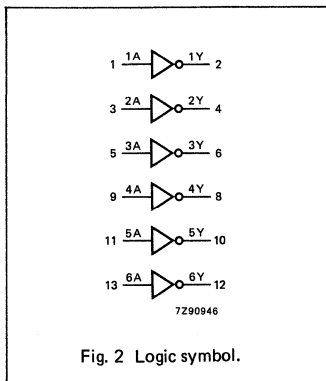 1 1A 1Y 2
3 2A 2Y 4
5 3A 3Y 6
9 4A 4Y 8
11 5A 5Y 10
13 6A 6Y 12
7Z90946
Fig. 2 Logic symbol.